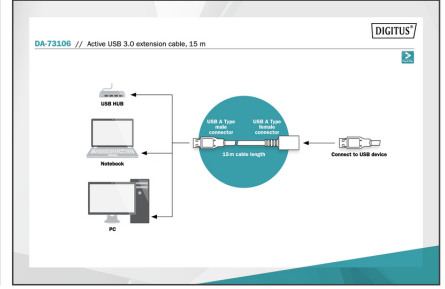 DIGITUS®
DA-73106 // Active USB 3.0 extension cable, 15 m
USB HUB
USB A Type
male
connector
USB A Type
female
connector
15m cable length
Connect to USB device
Notebook
PC